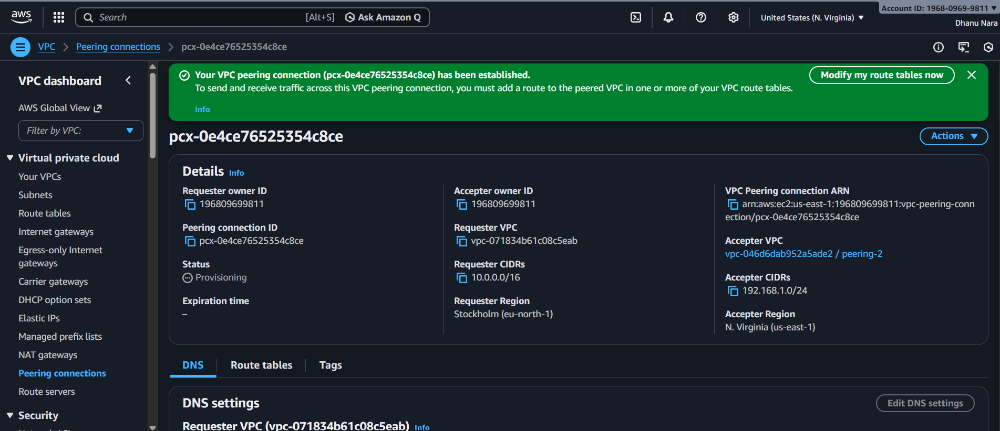 aws
Search
[Alt+S]
Ask Amazon Q
United States (N. Virginia)
Account ID: 1968-0969-9811
Dhanu Nara
VPC
Peering connections
pcx-0e4ce76525354c8ce
VPC dashboard
AWS Global View
Filter by VPC:
Virtual private cloud
Your VPCs
Subnets
Route tables
Internet gateways
Egress-only Internet
gateways
Carrier gateways
DHCP option sets
Elastic IPs
Managed prefix lists
NAT gateways
Peering connections
Route servers
Security
Your VPC peering connection (pcx-0e4ce76525354c8ce) has been established.
To send and receive traffic across this VPC peering connection, you must add a route to the peered VPC in one or more of your VPC route tables.
Info
Modify my route tables now
pcx-0e4ce76525354c8ce
Actions
Details Info
Requester owner ID
196809699811
Peering connection ID
pcx-0e4ce76525354c8ce
Status
Provisioning
Expiration time
–
Accepter owner ID
196809699811
Requester VPC
vpc-071834b61c08c5eab
Requester CIDRs
10.0.0.0/16
Requester Region
Stockholm (eu-north-1)
VPC Peering connection ARN
arn:aws:ec2:us-east-1:196809699811:vpc-peering-conn
ection/pcx-0e4ce76525354c8ce
Accepter VPC
vpc-046d6dab952a5ade2 / peering-2
Accepter CIDRs
192.168.1.0/24
Accepter Region
N. Virginia (us-east-1)
DNS
Route tables
Tags
DNS settings
Edit DNS settings
Requester VPC (vpc-071834b61c08c5eab) Info